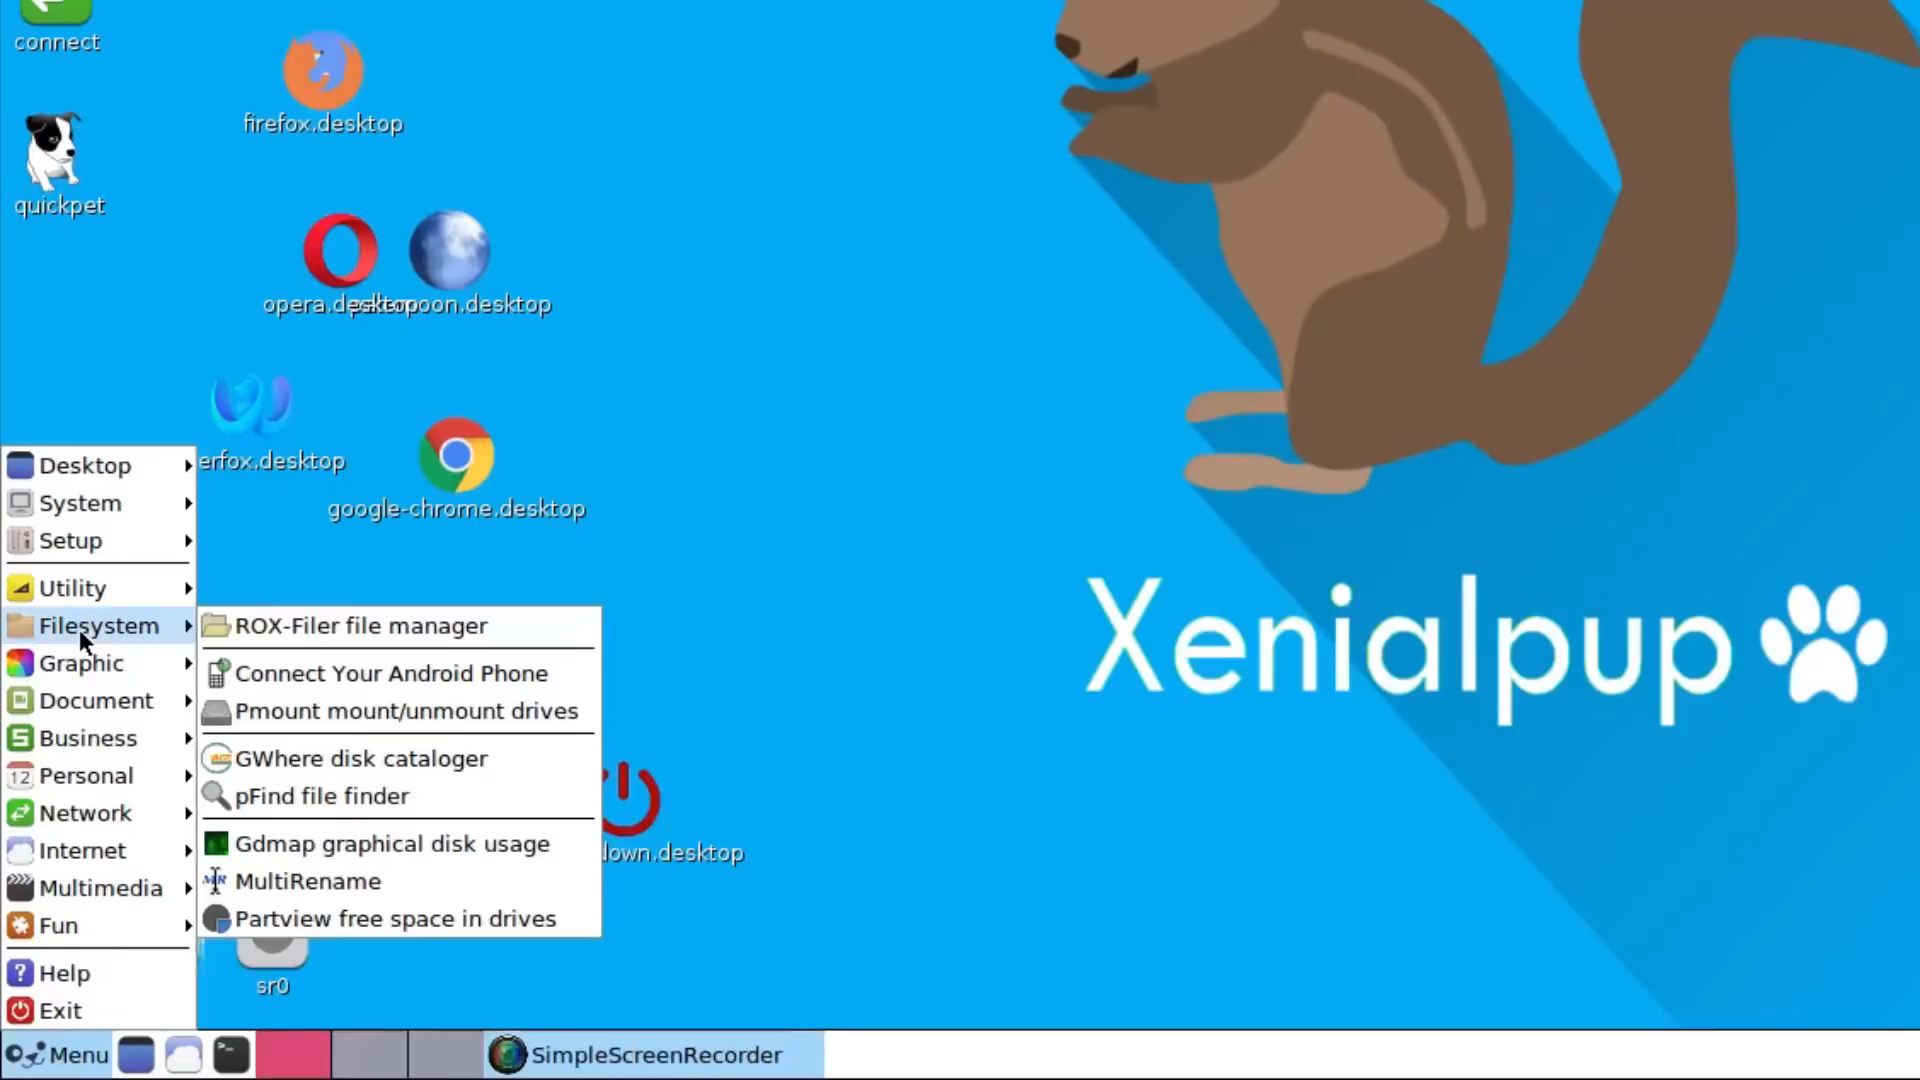 connect
firefox.desktop
quickpet
opera.desktop
moon.desktop
erfox.desktop
google-chrome.desktop
Desktop
System
Setup
Utility
Filesystem
Graphic
Document
Business
Personal
Network
Internet
Multimedia
Fun
Help
Exit
ROX-Filer file manager
Connect Your Android Phone
Pmount mount/unmount drives
GWhere disk cataloger
pFind file finder
Gdmap graphical disk usage
MultiRename
Partview free space in drives
down.desktop
sr0
Xenialpup
Menu
SimpleScreenRecorder